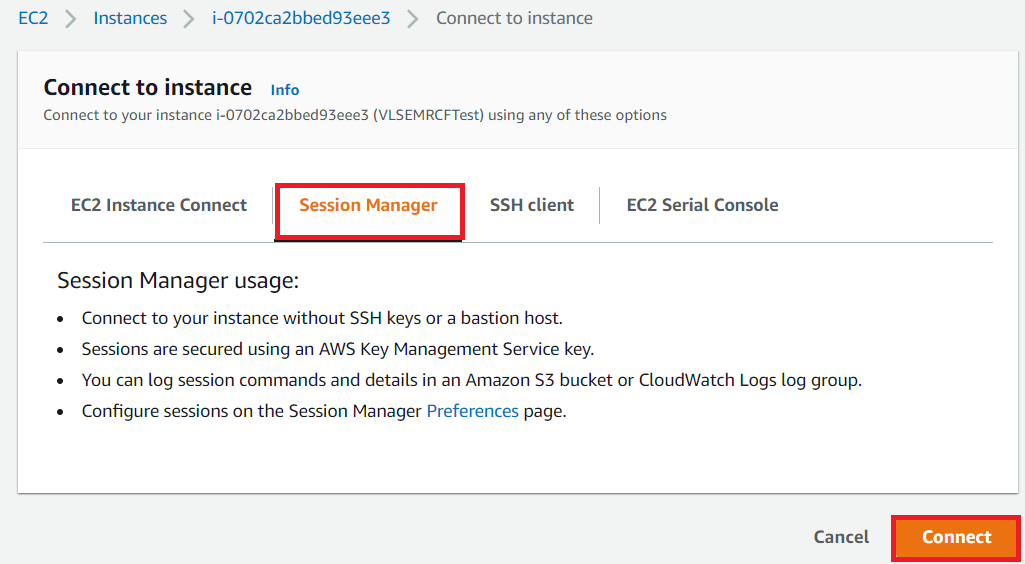 EC2 Instances i-0702ca2bbed93eee3 Connect to instance
Connect to instance Info
Connect to your instance i-0702ca2bbed93eee3 (VLSEMRCFTest) using any of these options
EC2 Instance Connect Session Manager SSH client EC2 Serial Console
Session Manager usage:
• Connect to your instance without SSH keys or a bastion host.
• Sessions are secured using an AWS Key Management Service key.
• You can log session commands and details in an Amazon S3 bucket or CloudWatch Logs log group.
• Configure sessions on the Session Manager Preferences page.
Cancel Connect